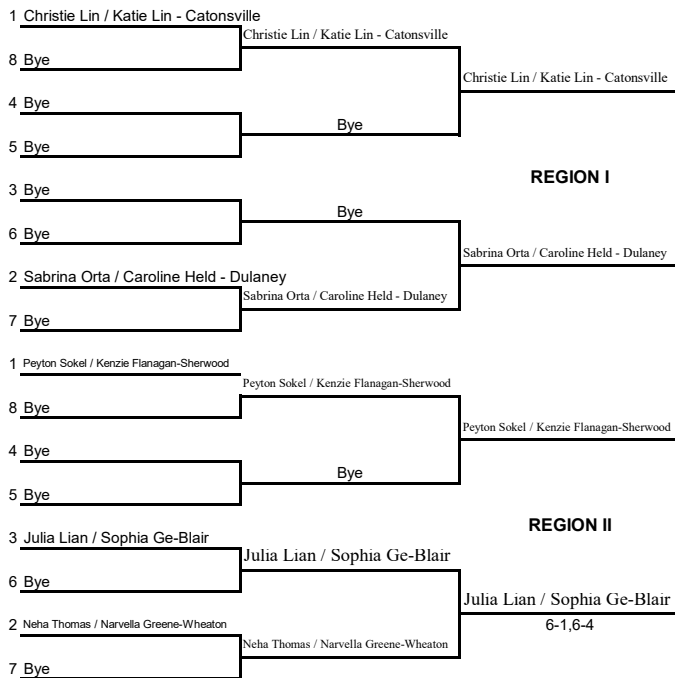 1 Christie Lin / Katie Lin - Catonsville
Christie Lin / Katie Lin - Catonsville
8 Bye
Christie Lin / Katie Lin - Catonsville
4 Bye
Bye
5 Bye
REGION I
3 Bye
Bye
6 Bye
Sabrina Orta / Caroline Held - Dulaney
2 Sabrina Orta / Caroline Held - Dulaney
Sabrina Orta / Caroline Held - Dulaney
7 Bye
1 Peyton Sokel / Kenzie Flanagan-Sherwood
Peyton Sokel / Kenzie Flanagan-Sherwood
8 Bye
Peyton Sokel / Kenzie Flanagan-Sherwood
4 Bye
Bye
5 Bye
REGION II
3 Julia Lian / Sophia Ge-Blair
Julia Lian / Sophia Ge-Blair
6 Bye
Julia Lian / Sophia Ge-Blair
6-1,6-4
2 Neha Thomas / Narvella Greene-Wheaton
Neha Thomas / Narvella Greene-Wheaton
7 Bye